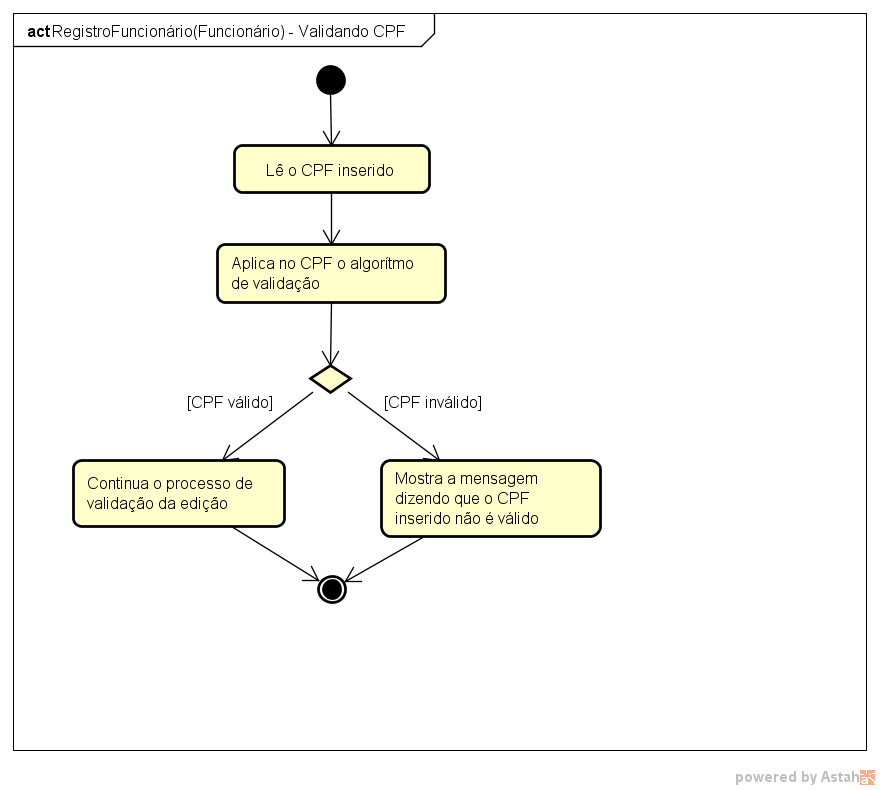 act RegistroFuncionário(Funcionário) - Validando CPF
Lê o CPF inserido
Aplica no CPF o algorítmo
de validação
[CPF válido]
[CPF inválido]
Continua o processo de
validação da edição
Mostra a mensagem
dizendo que o CPF
inserido não é válido
powered by Astah